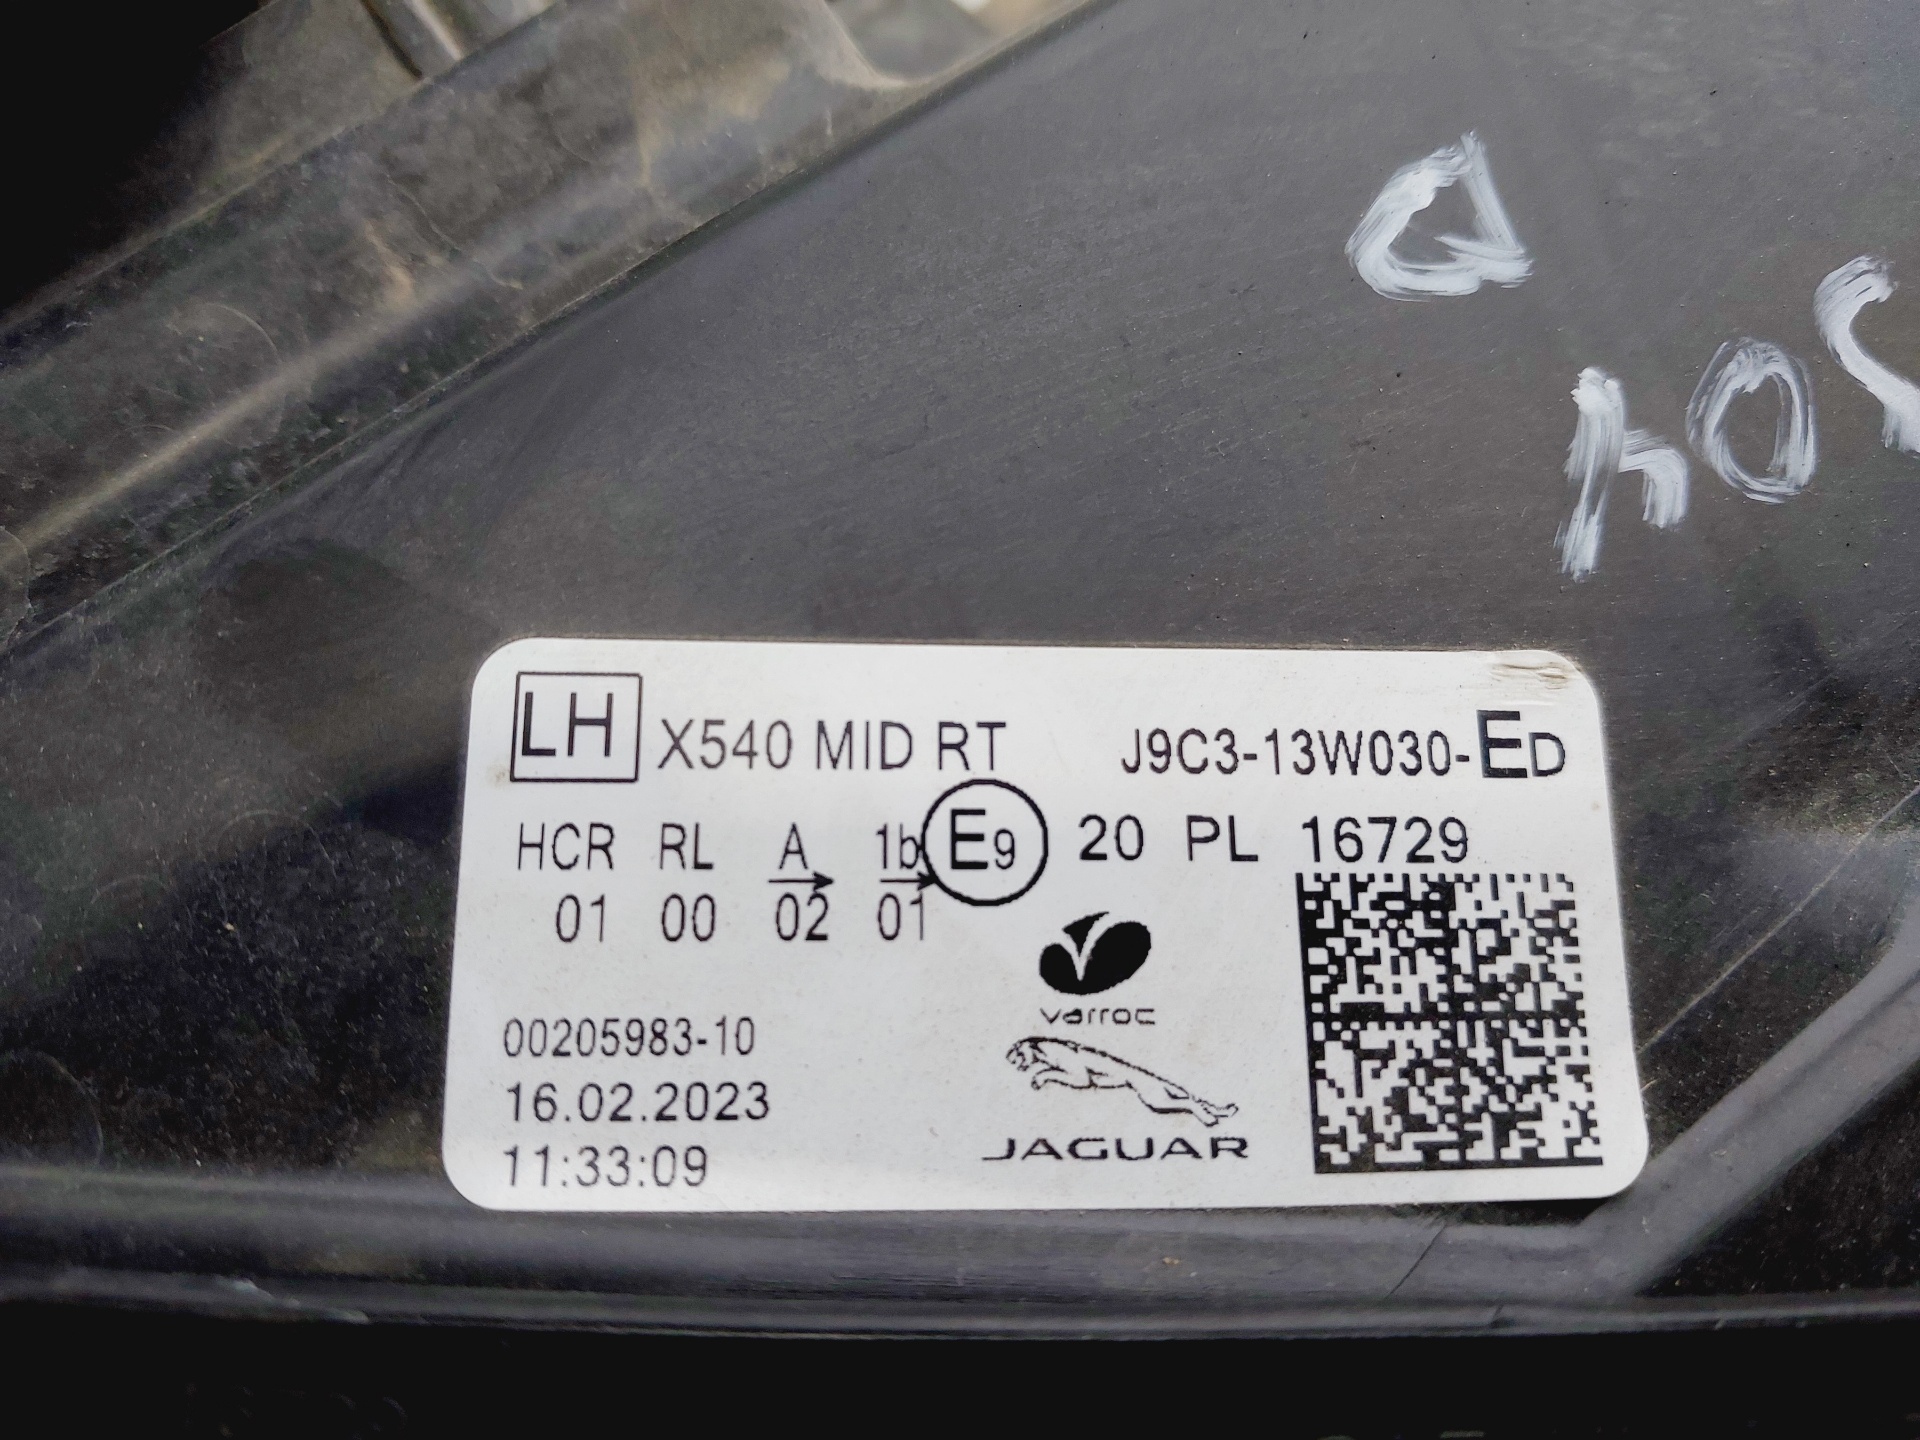 LH X540 MID RT J9C3-13W030-ED
HCR RL A 1b E9 20 PL 16729
01 00 02 01
varroc
00205983-10
16.02.2023
JAGUAR
11:33:09